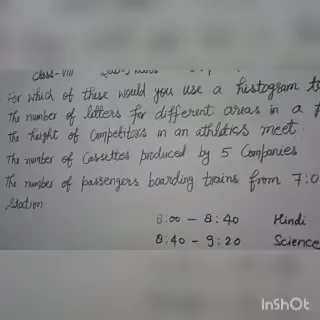 class-VIII
For which of these would you use a histogram to
The number of letters for different areas in a
The height of competitors in an athletics meet.
The number of cassettes produced by 5 companies
The number of passengers boarding trains from 7:0
station.
8:00 - 8:40 Hindi
8:40 - 9:20 Science
InShOt